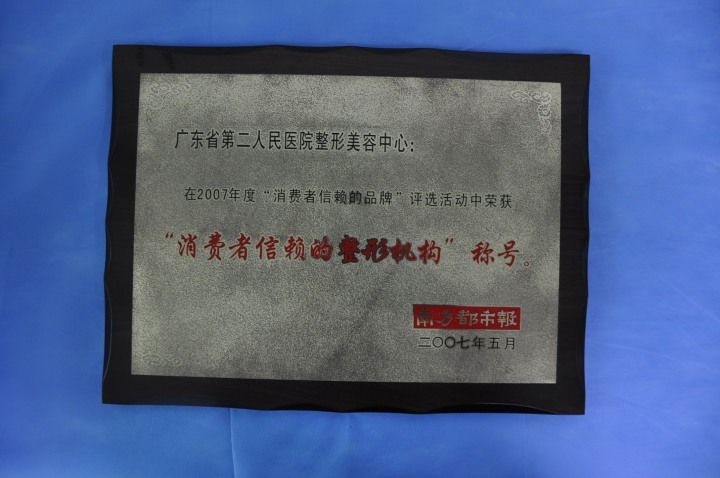 广东省第二人民医院整形美容中心：
在2007年度“消费者信赖的品牌”评选活动中荣获
“消费者信赖的整形机构”称号。
南方都市報
二〇〇七年五月